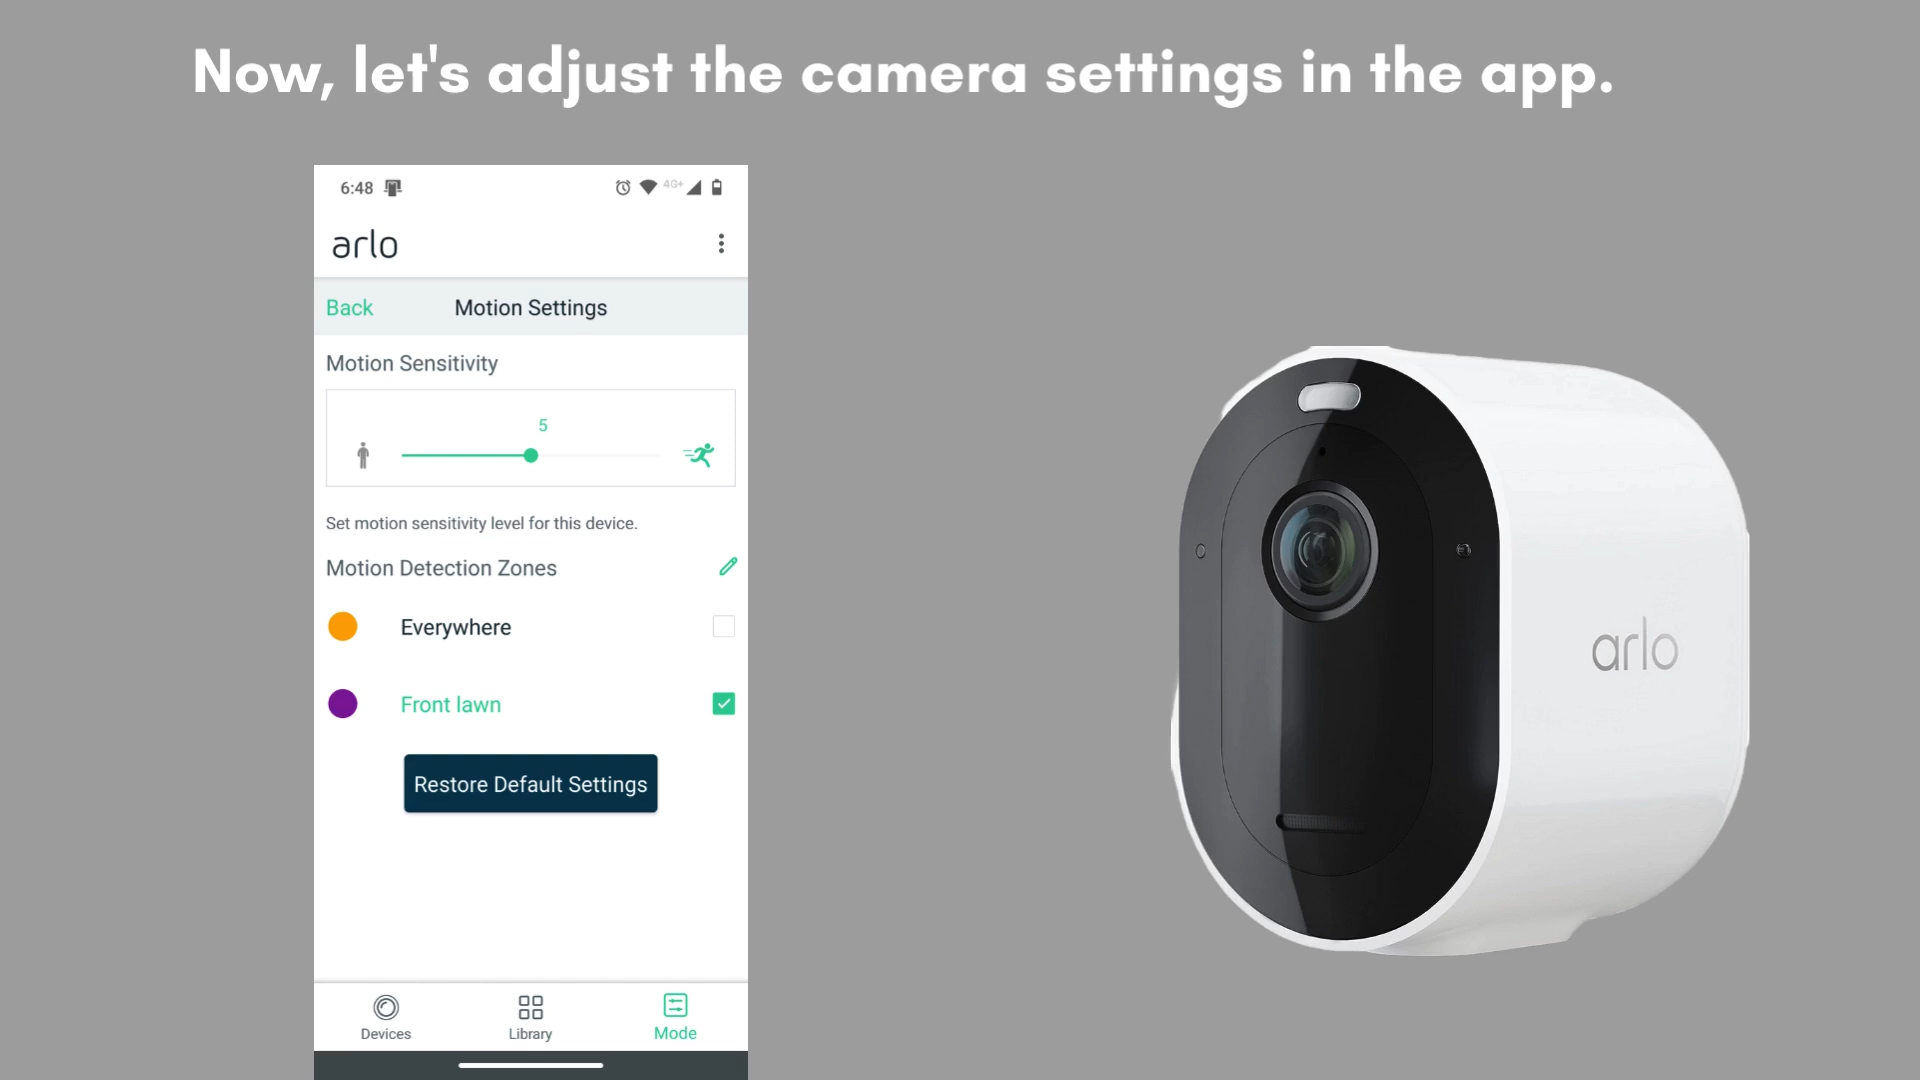 Now, let's adjust the camera settings in the app.
6:48
4G+
arlo
Back
Motion Settings
Motion Sensitivity
5
Set motion sensitivity level for this device.
Motion Detection Zones
Everywhere
Front lawn
Restore Default Settings
Devices
Library
Mode
arlo